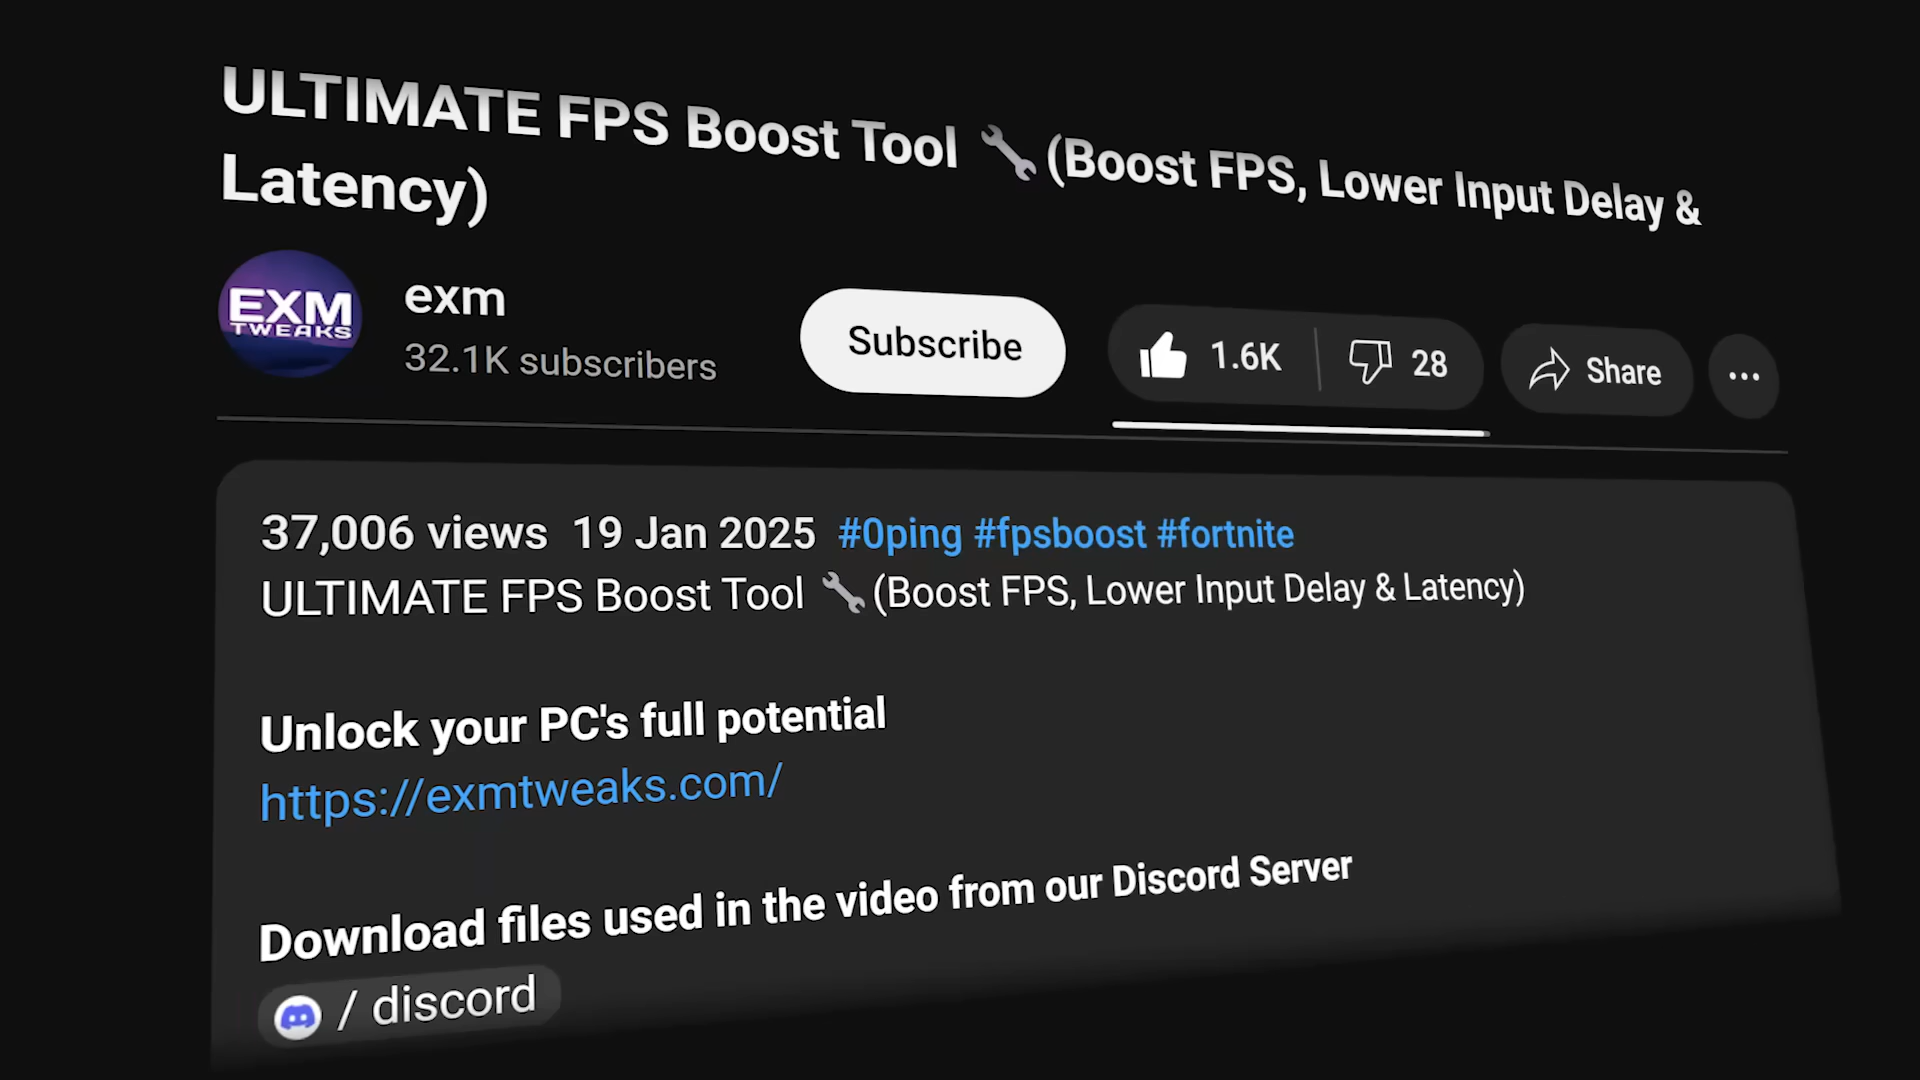 ULTIMATE FPS Boost Tool 🔧 (Boost FPS, Lower Input Delay &
Latency)
EXM
TWEAKS
exm
32.1K subscribers
Subscribe
1.6K
28
Share
37,006 views 19 Jan 2025 #0ping #fpsboost #fortnite
ULTIMATE FPS Boost Tool 🔧 (Boost FPS, Lower Input Delay & Latency)
Unlock your PC's full potential
https://exmtweaks.com/
Download files used in the video from our Discord Server
/ discord